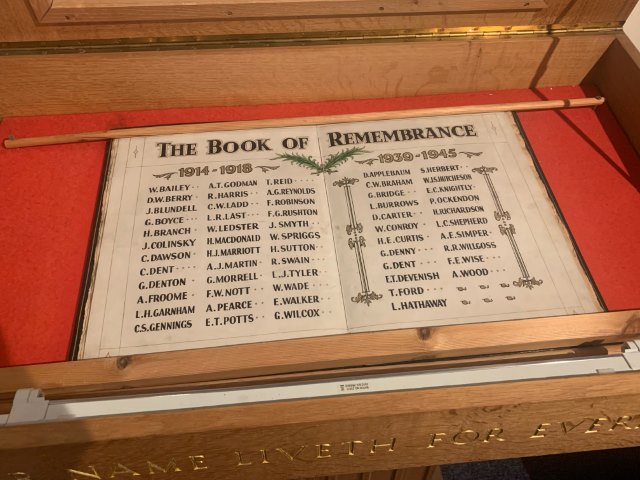 THE BOOK OF REMEMBRANCE
1914-1918
W. BAILEY
D.W. BERRY
J. BLUNDELL
G. BOYCE
H. BRANCH
J. COLINSKY
C. DAWSON
C. DENT
G. DENTON
A. FROOME
L.H. GARNHAM
C.S. GENNINGS
A.T. GODMAN
R. HARRIS
C.W. LADD
L.R. LAST
W. LEDSTER
H. MACDONALD
H.J. MARRIOTT
A.J. MARTIN
G. MORRELL
F.W. NOTT
A. PEARCE
E.T. POTTS
T. REID
A.G. REYNOLDS
F. ROBINSON
F.G. RUSHTON
J. SMYTH
W. SPRIGGS
H. SUTTON
R. SWAIN
L.J. TYLER
W. WADE
E. WALKER
G. WILCOX
1939-1945
D. APPLEBAUM
C.W. BRAHAM
G. BRIDGE
L. BURROWS
D. CARTER
W. CONROY
H.E. CURTIS
G. DENNY
G. DENT
E.T. DEVENISH
T. FORD
L. HATHAWAY
S. HERBERT
W.J.S. HUTCHESON
E.C. KNIGHTLY
P. OCKENDON
H. RICHARDSON
L.C. SHEPHERD
A.E. SIMPER
R.R. WILLGOSS
F.E. WISE
A. WOOD
NAME LIVETH FOR EVER